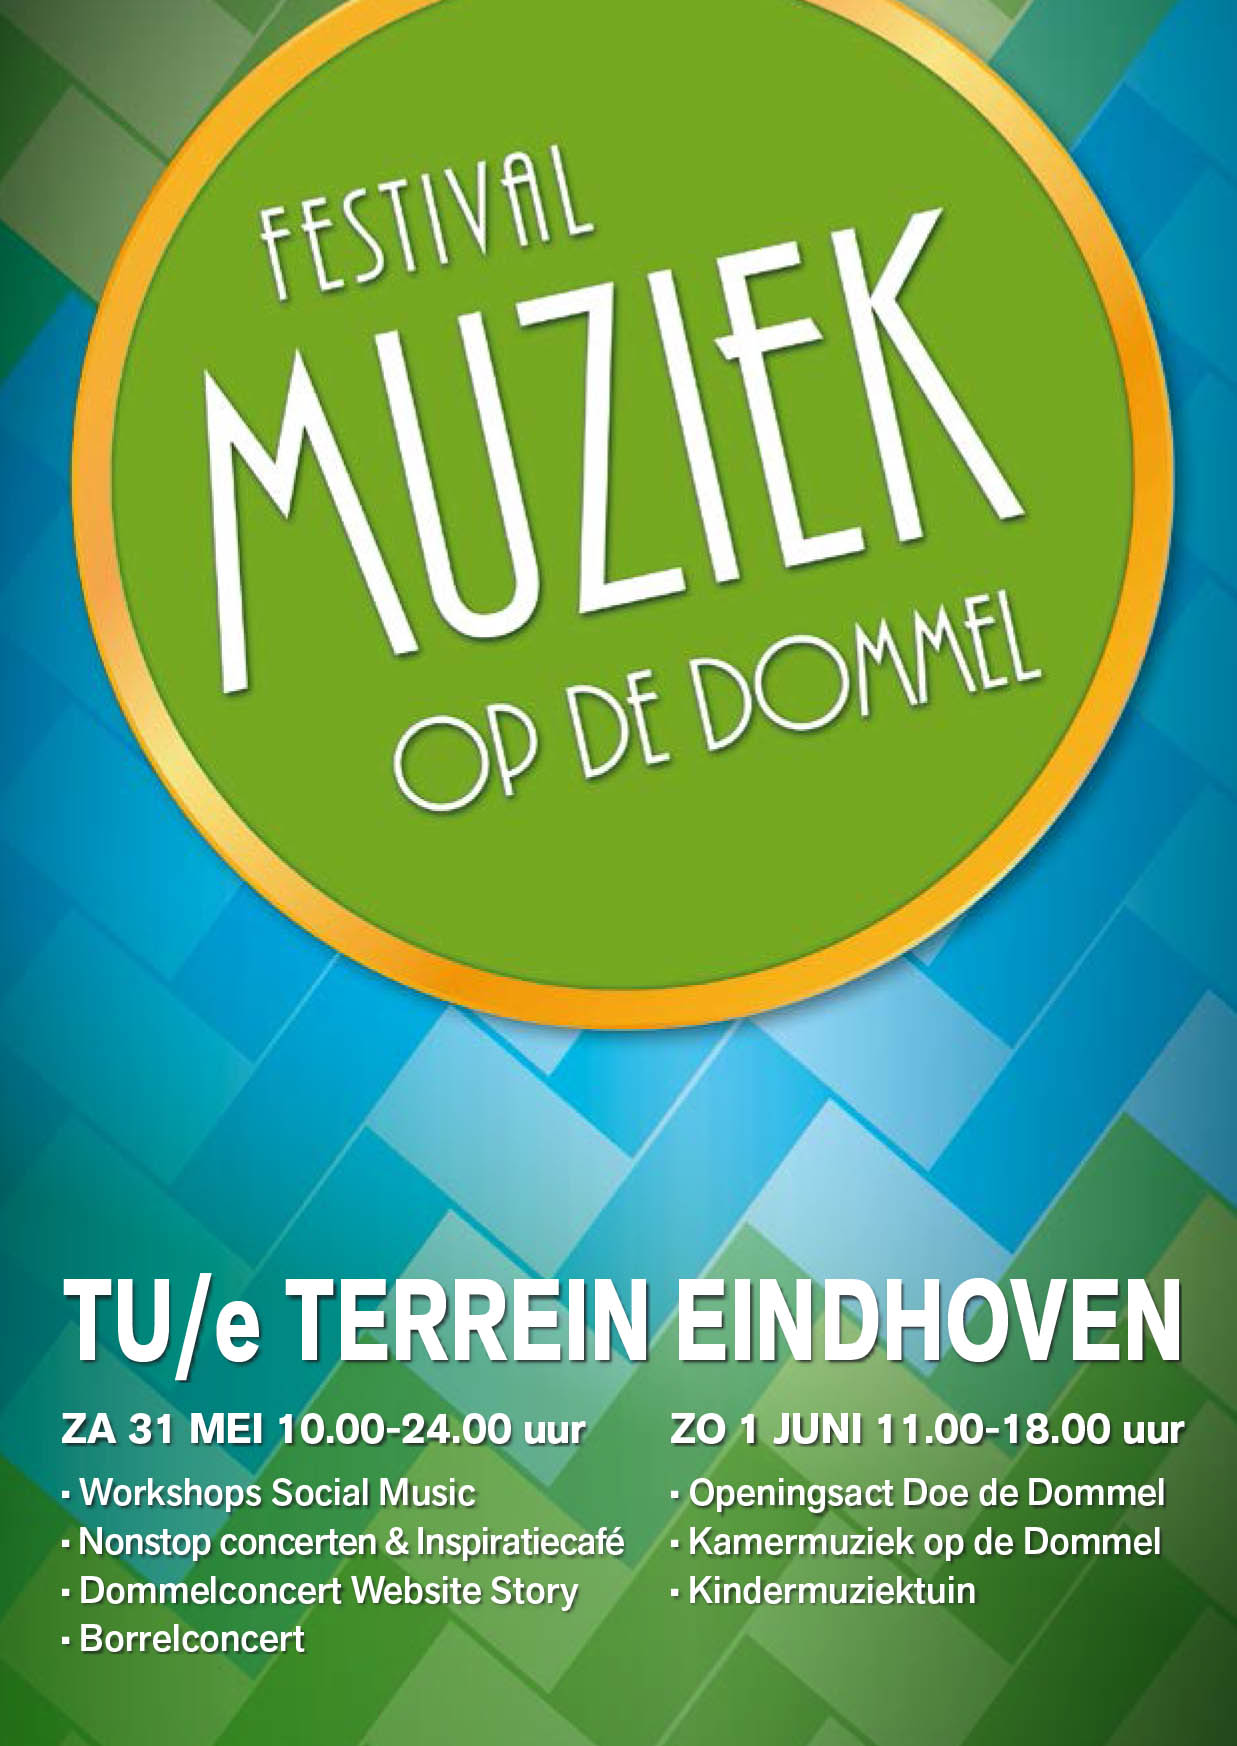 FESTIVAL
MUZIEK
OP DE DOMMEL
TU/e TERREIN EINDHOVEN
ZA 31 MEI 10.00-24.00 uur
▪ Workshops Social Music
▪ Nonstop concerten & Inspiratiecafé
▪ Dommelconcert Website Story
▪ Borrelconcert
ZO 1 JUNI 11.00-18.00 uur
▪ Openingsact Doe de Dommel
▪ Kamermuziek op de Dommel
▪ Kindermuziektuin